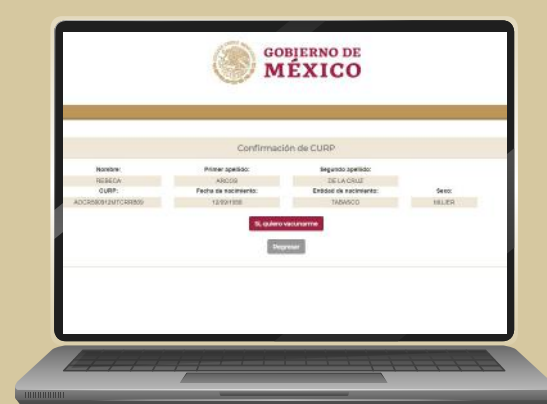 GOBIERNO DE
MÉXICO
Confirmación de CURP
Nombre: Primer apellido: Segundo apellido:
REBECA ARCOS DE LA CRUZ
CURP: Fecha de nacimiento: Entidad de nacimiento: Sexo:
TABASCO MUJER
Si, quiero vacunarme
Regresar